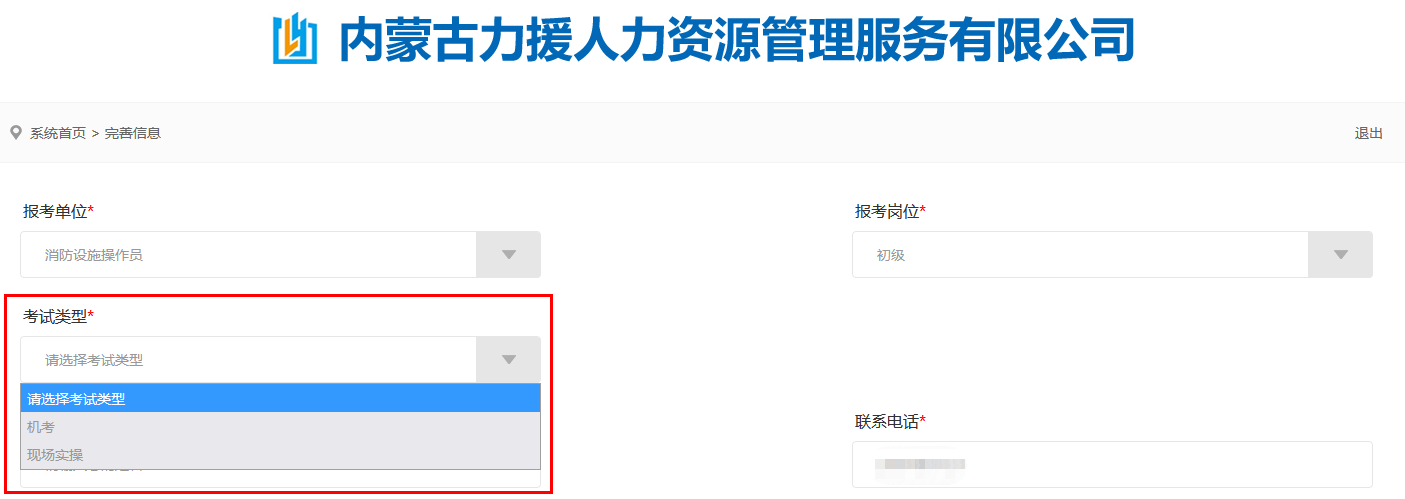 内蒙古力援人力资源管理服务有限公司
系统首页 > 完善信息
退出
报考单位*
报考岗位*
消防设施操作员
初级
考试类型*
请选择考试类型
请选择考试类型
机考
现场实操
联系电话*